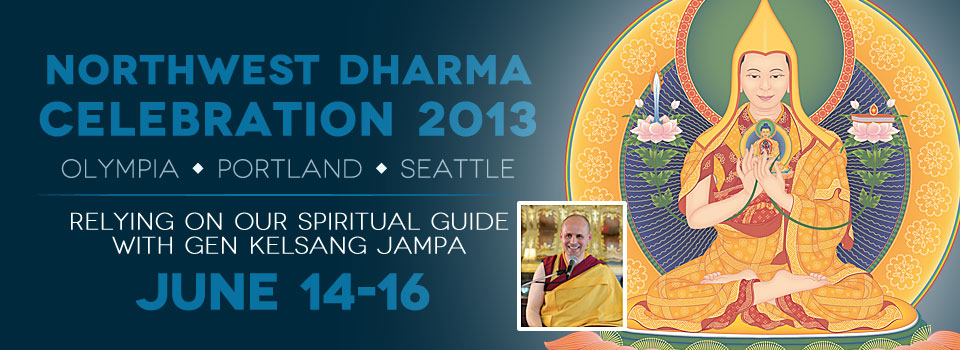 NORTHWEST DHARMA
CELEBRATION 2013
OLYMPIA ◆ PORTLAND ◆ SEATTLE
RELYING ON OUR SPIRITUAL GUIDE
WITH GEN KELSANG JAMPA
JUNE 14-16